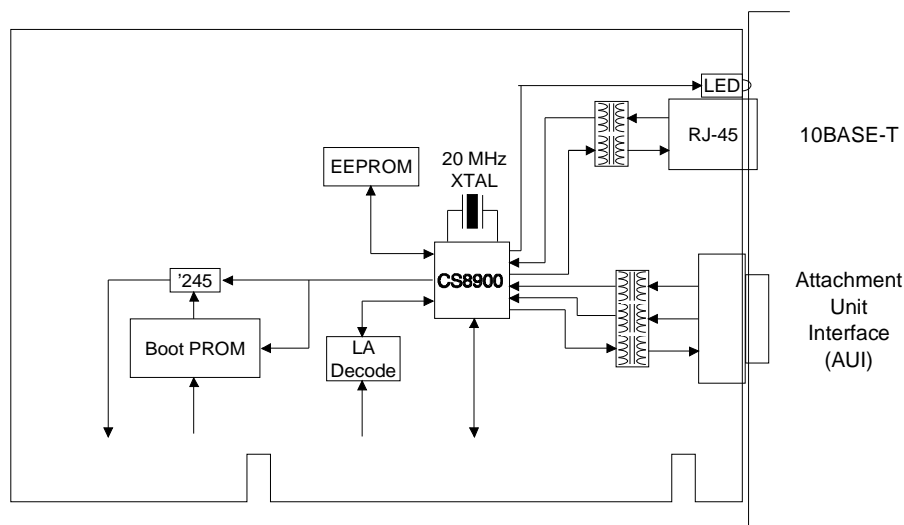 LED
RJ-45
10BASE-T
20 MHz
XTAL
EEPROM
CS8900
'245
Boot PROM
LA
Decode
Attachment
Unit
Interface
(AUI)